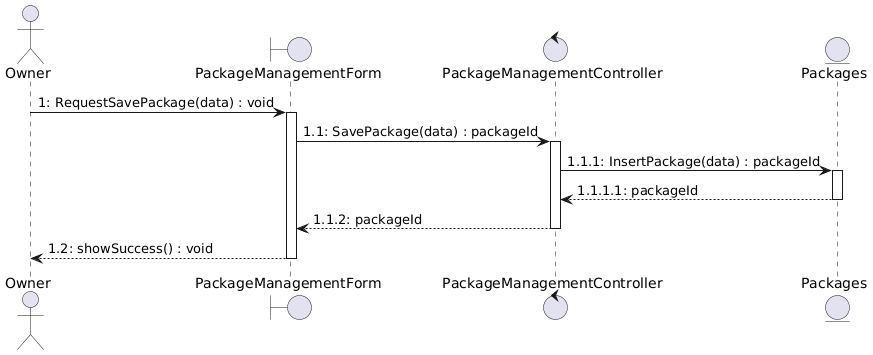 Owner
PackageManagementForm
PackageManagementController
Packages
1: RequestSavePackage(data) : void
1.1: SavePackage(data) : packageId
1.1.1: InsertPackage(data) : packageId
1.1.1.1: packageId
1.1.2: packageId
1.2: showSuccess() : void
Owner
PackageManagementForm
PackageManagementController
Packages